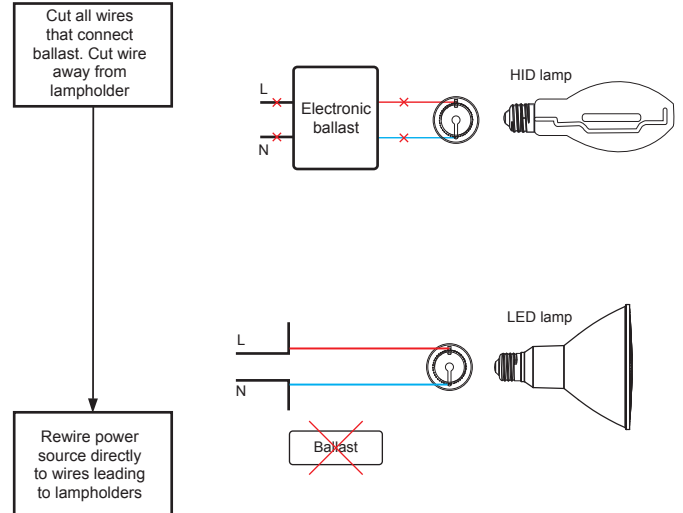 Cut all wires
that connect
ballast. Cut wire
away from
lampholder
L
N
Electronic
ballast
HID lamp
L
N
LED lamp
Ballast
Rewire power
source directly
to wires leading
to lampholders